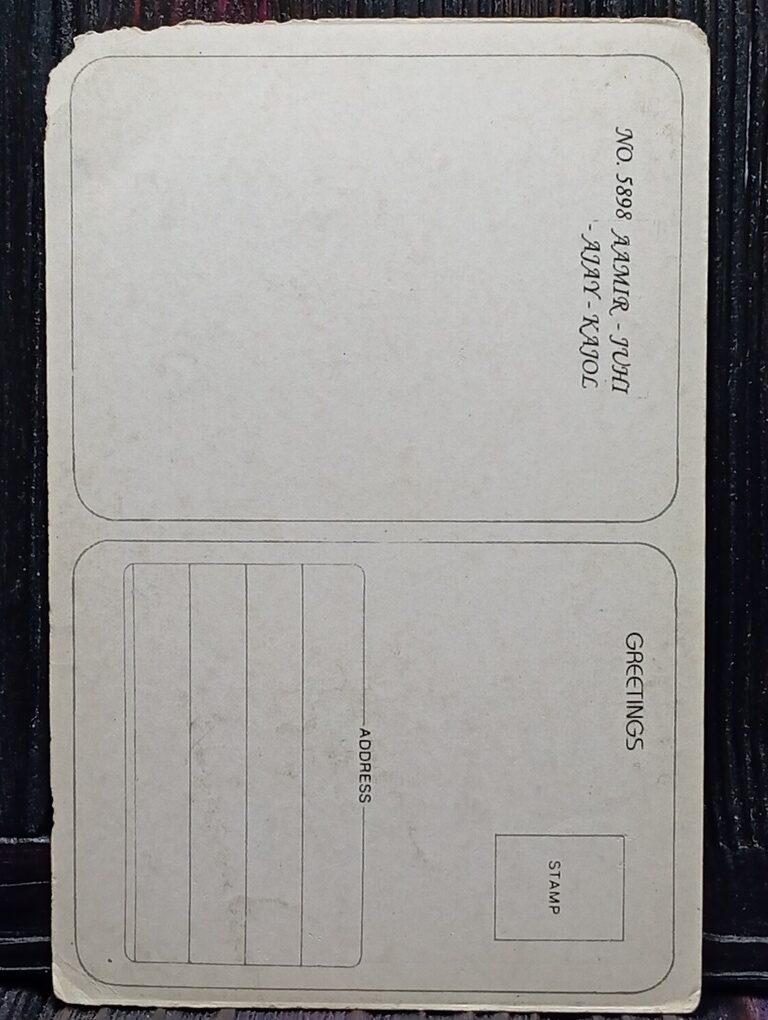 NO. 5898 AAMIR - JUHI
- AJAY - KAJOL
GREETINGS
STAMP
ADDRESS